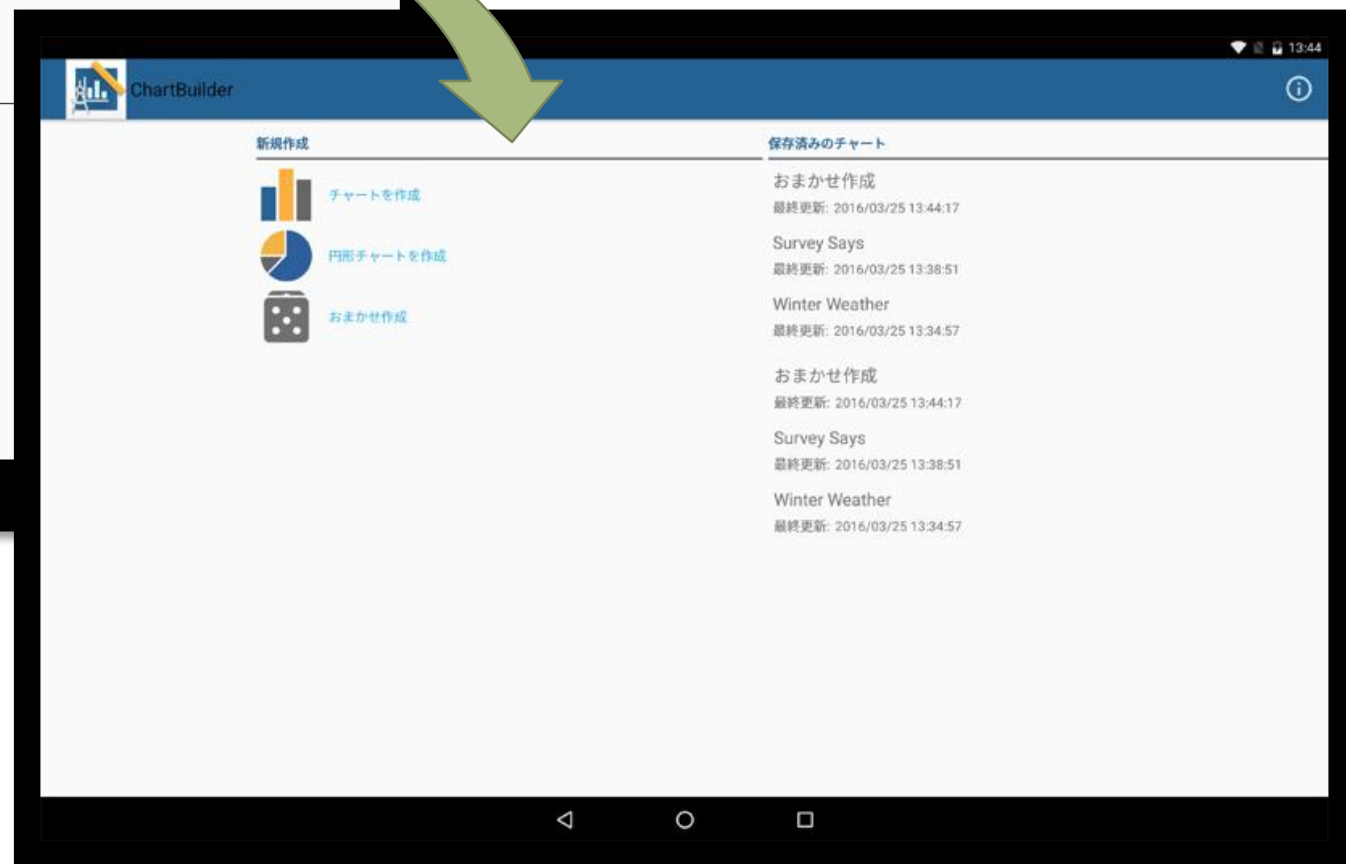 13:44
ChartBuilder
新規作成
チャートを作成
円形チャートを作成
おまかせ作成
保存済みのチャート
おまかせ作成
最終更新: 2016/03/25 13:44:17
Survey Says
最終更新: 2016/03/25 13:38:51
Winter Weather
最終更新: 2016/03/25 13:34:57
おまかせ作成
最終更新: 2016/03/25 13:44:17
Survey Says
最終更新: 2016/03/25 13:38:51
Winter Weather
最終更新: 2016/03/25 13:34:57